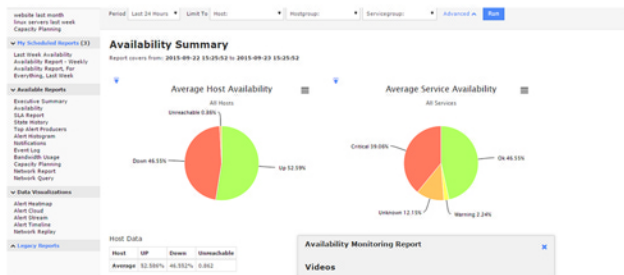 website last month
linux servers last week
Capacity Planning
My Scheduled Reports (3)
Last Week Availability
Availability Report - Weekly
Availability Report, For
Everything, Last Week
Available Reports
Executive Summary
Availability
SLA Report
State History
Top Alert Producers
Alert Histogram
Notifications
Event Log
Bandwidth Usage
Capacity Planning
Network Report
Network Query
Data Visualizations
Alert Heatmap
Alert Cloud
Alert Stream
Alert Timeline
Network Replay
Legacy Reports
Period Last 24 Hours Limit To Host: Hostgroup: Servicegroup: Advanced Run
Availability Summary
Report covers from: 2015-09-22 15:25:52 to 2015-09-23 15:25:52
Average Host Availability
All Hosts
Unreachable 0.86%
Down 46.55%
Up 52.59%
Average Service Availability
All Services
Critical 39.06%
Ok 46.55%
Unknown 12.15%
Warning 2.24%
Host Data
Host UP Down Unreachable
Average 52.586% 46.552% 0.862
Availability Monitoring Report
Videos